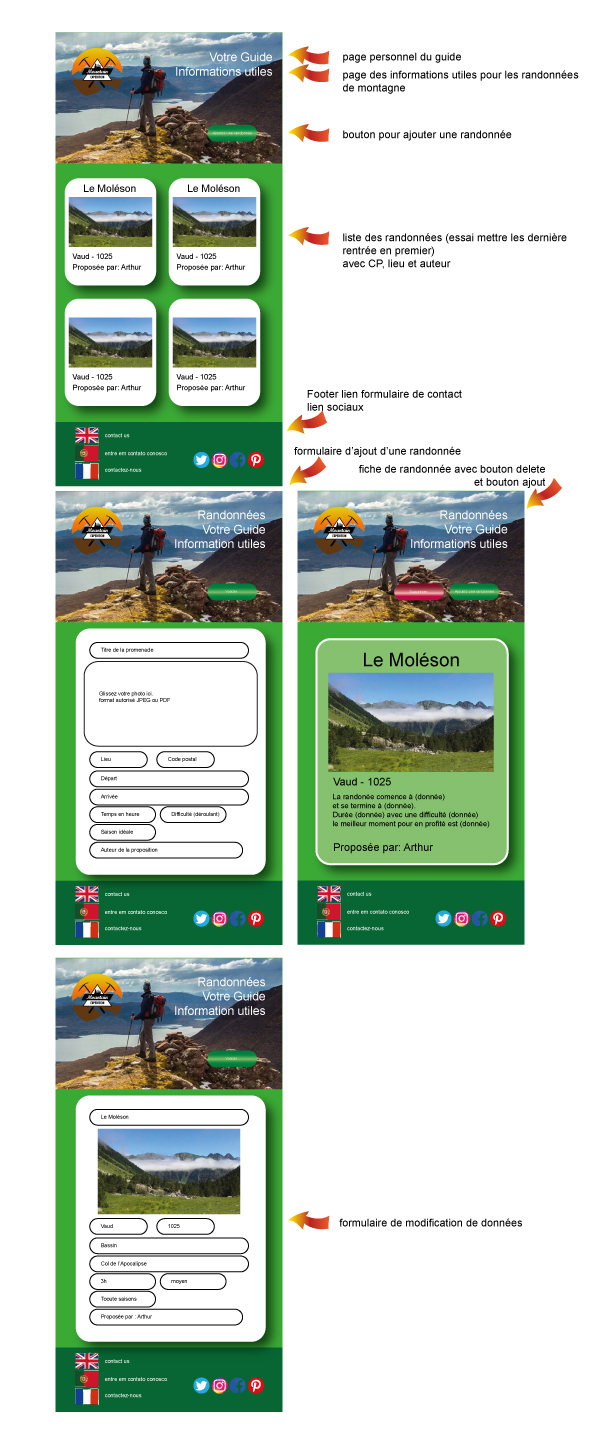 Votre Guide
Informations utiles
page personnel du guide
page des informations utiles pour les randonnées
de montagne
Mountain
EXPEDITION
bouton pour ajouter une randonnée
Le Moléson
Le Moléson
Vaud - 1025
Proposée par: Arthur
Vaud - 1025
Proposée par: Arthur
liste des randonnées (essai mettre les dernière
rentrée en premier)
avec CP, lieu et auteur
Vaud - 1025
Proposée par: Arthur
Vaud - 1025
Proposée par: Arthur
Footer lien formulaire de contact
lien sociaux
contact us
entre em contato conosco
contactez-nous
formulaire d'ajout d'une randonnée
fiche de randonnée avec bouton delete
et bouton ajout
Randonnées
Votre Guide
Information utiles
Mountain
EXPEDITION
Titre de la promenade
Glissez votre photo ici.
format autorisé JPEG ou PDF
Lieu
Code postal
Départ
Arrivée
Temps en heure
Difficulté (déroulant)
Saison idéale
Auteur de la proposition
contact us
entre em contato conosco
contactez-nous
Randonnées
Votre Guide
Informations utiles
Mountain
EXPEDITION
Le Moléson
Vaud - 1025
La randonée comence à (donnée)
et se termine à (donnée).
Durée (donnée) avec une difficulté (donnée)
le meilleur moment pour en profité est (donnée)
Proposée par: Arthur
contact us
entre em contato conosco
contactez-nous
Randonnées
Votre Guide
Information utiles
Mountain
EXPEDITION
Le Moléson
Vaud
1025
Bassin
Col de l'Apocalipse
3h
moyen
Tooute saisons
Proposée par : Arthur
formulaire de modification de données
contact us
entre em contato conosco
contactez-nous